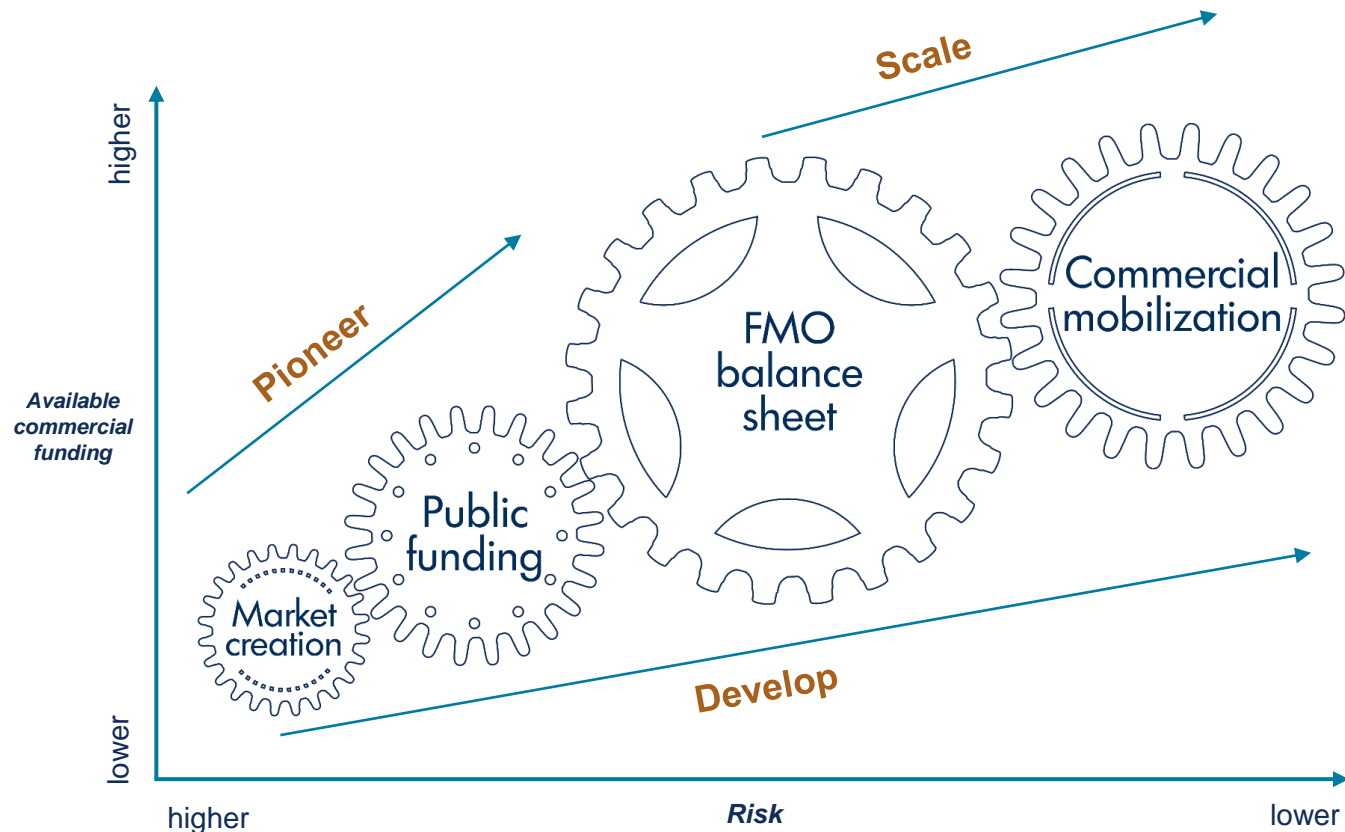 Scale
higher
Pioneer
Commercial
mobilization
FMO
balance
sheet
Available
commercial
funding
Public
funding
Market
creation
Develop
lower
higher
Risk
lower